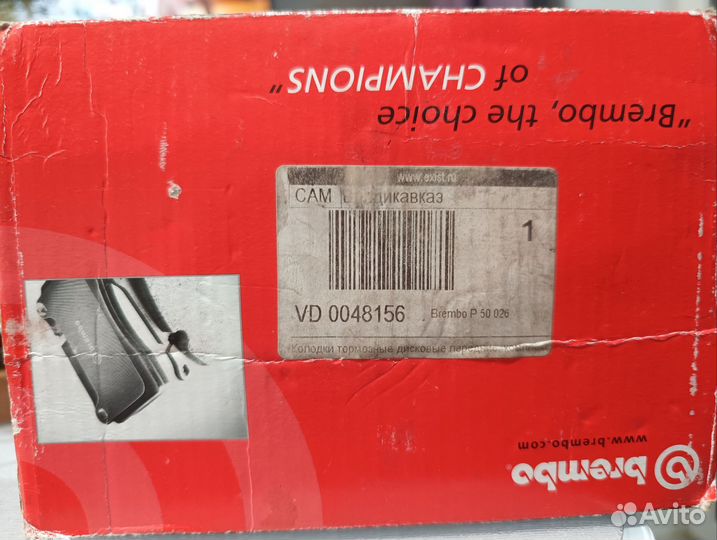 "Brembo, the choice
of CHAMPIONS"
www.exist.ru
САМ
1
VD 0048156 Brembo P 50 026
Колодки тормозные дисковые
www.brembo.com
brembo
Avito